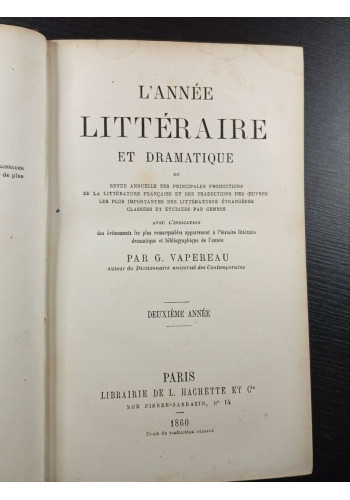 L'ANNÉE
LITTÉRAIRE
ET DRAMATIQUE
OU
REVUE ANNUELLE DES PRINCIPALES PRODUCTIONS
DE LA LITTÉRATURE FRANÇAISE ET DES TRADUCTIONS DES ŒUVRES
LES PLUS IMPORTANTES DES LITTÉRATURES ÉTRANGÈRES
CLASSÉES ET ÉTUDIÉES PAR GENRES
AVEC L'INDICATION
des événements les plus remarquables appartenant à l'histoire littéraire
dramatique et bibliographique de l'année
PAR G. VAPEREAU
auteur du Dictionnaire universel des Contemporains
DEUXIÈME ANNÉE
PARIS
LIBRAIRIE DE L. HACHETTE ET Cie
RUE PIERRE-SARRAZIN, N° 14
1860
Droit de traduction réservé
de plus